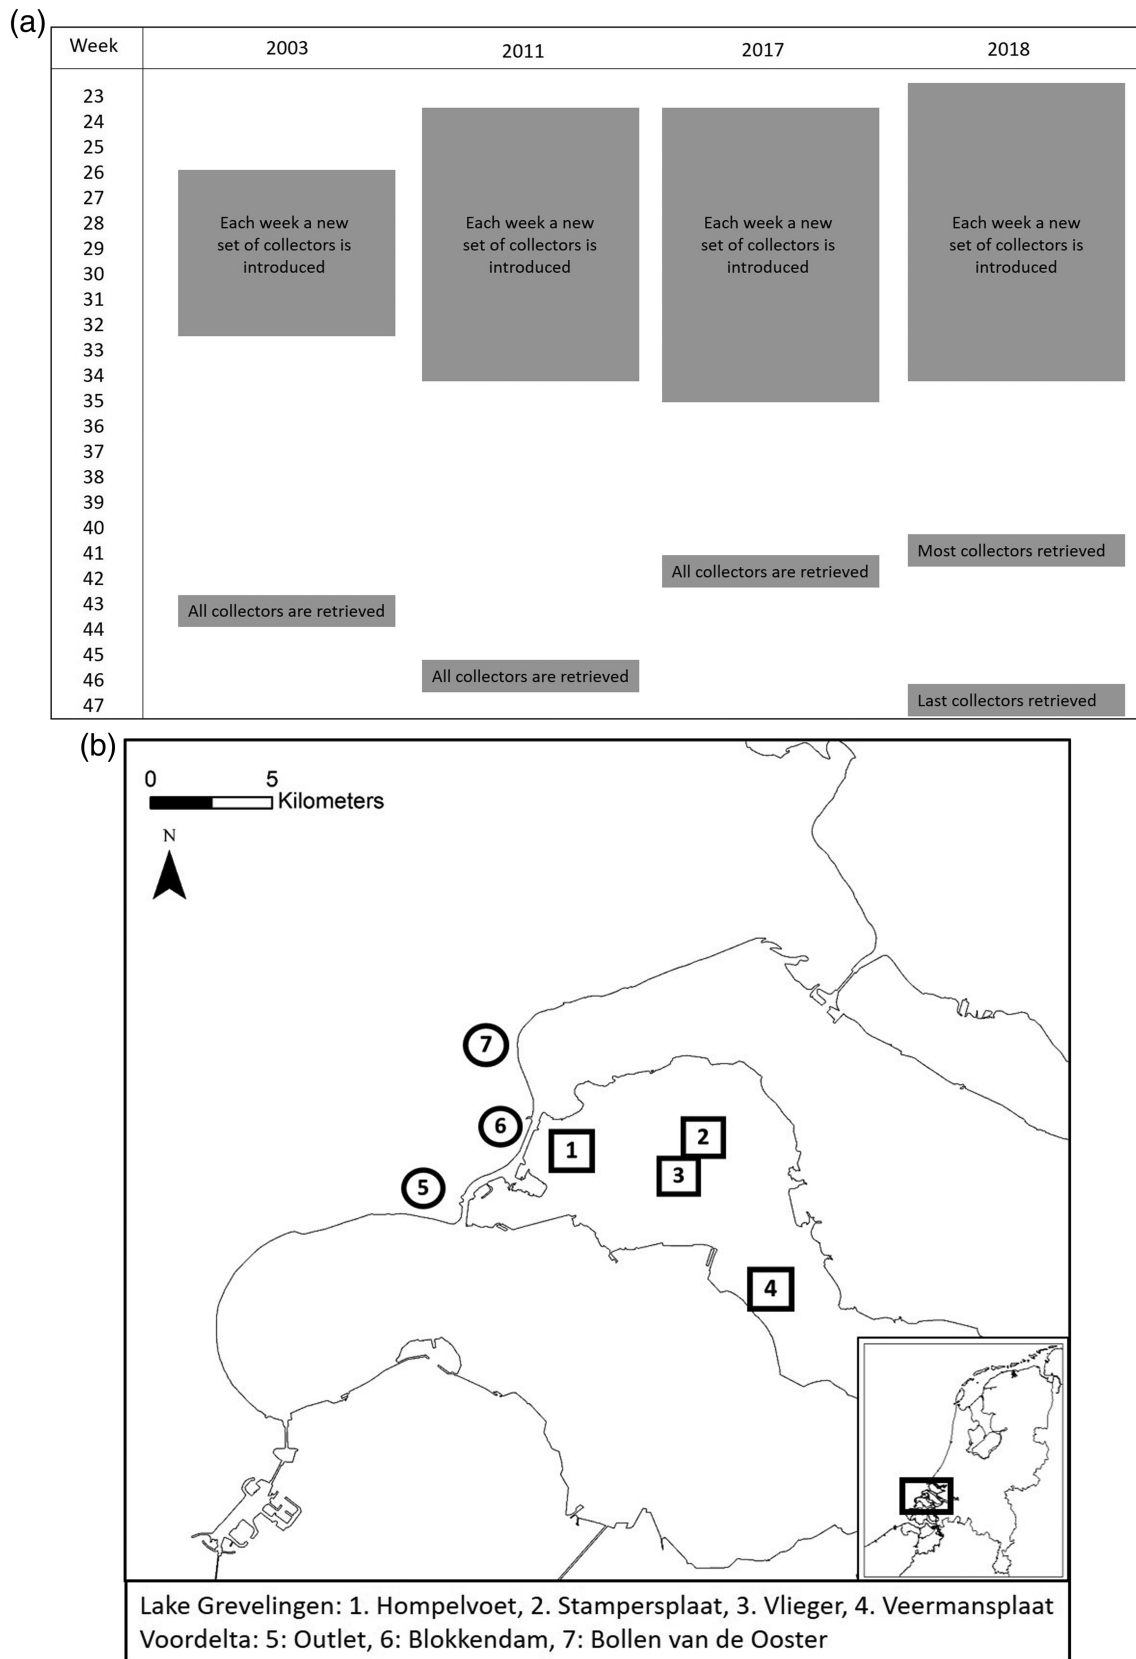 (a)
Week 2003 2011 2017 2018
23
24
25
26
27
28
29
30
31
32
33
34
35
36
37
38
39
40
41
42
43
44
45
46
47
Each week a new
set of collectors is
introduced
Each week a new
set of collectors is
introduced
Each week a new
set of collectors is
introduced
Each week a new
set of collectors is
introduced
Most collectors retrieved
All collectors are retrieved
All collectors are retrieved
All collectors are retrieved
Last collectors retrieved
(b)
0 5
Kilometers
N
7
6
1
2
3
5
4
Lake Grevelingen: 1. Hompelvoet, 2. Stampersplaat, 3. Vlieger, 4. Veermansplaat
Voordelta: 5: Outlet, 6: Blokkendam, 7: Bollen van de Ooster